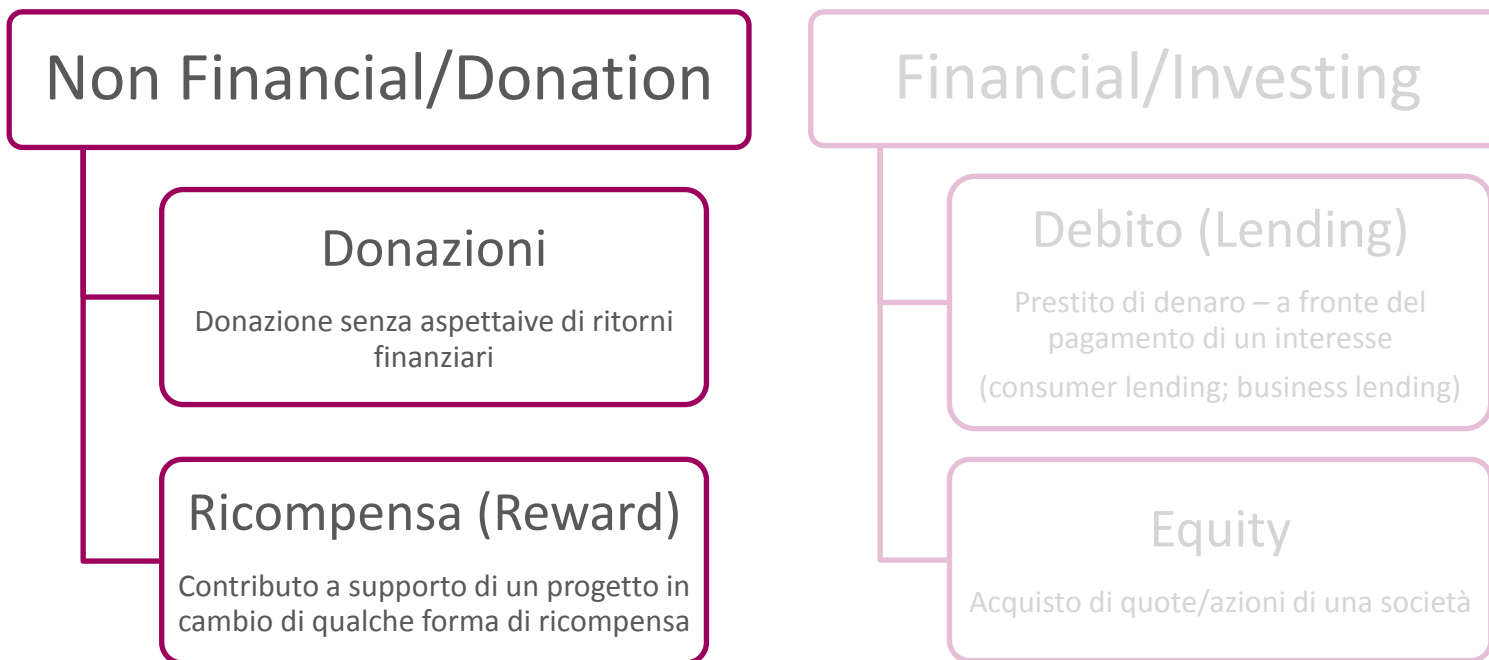 Non Financial/Donation
Donazioni
Donazione senza aspettaive di ritorni
finanziari
Ricompensa (Reward)
Contributo a supporto di un progetto in
cambio di qualche forma di ricompensa
Financial/Investing
Debito (Lending)
Prestito di denaro – a fronte del
pagamento di un interesse
(consumer lending; business lending)
Equity
Acquisto di quote/azioni di una società